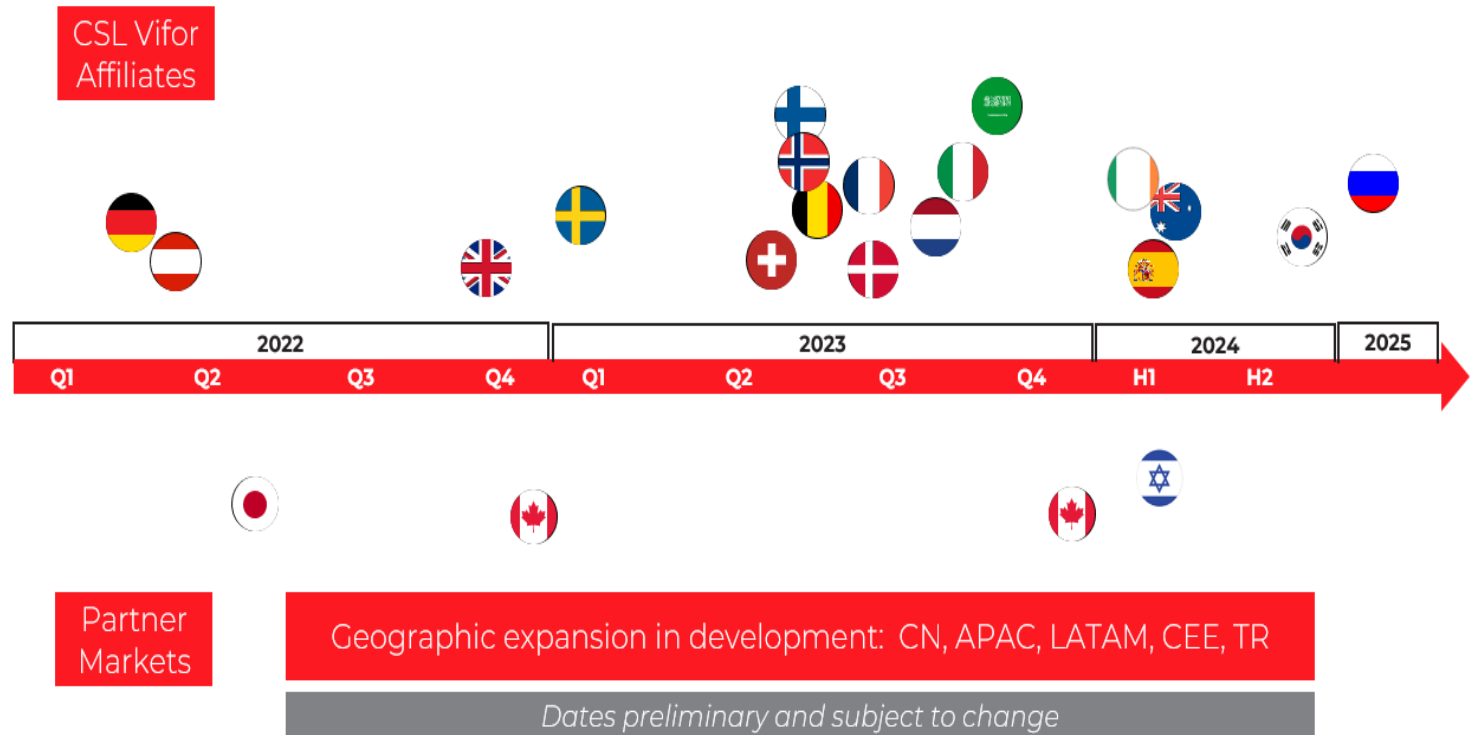 CSL Vifor
Affiliates
2022
2023
2024
2025
Q1 Q2 Q3 Q4 Q1 Q2 Q3 Q4 H1 H2
Partner
Markets
Geographic expansion in development: CN, APAC, LATAM, CEE, TR
Dates preliminary and subject to change